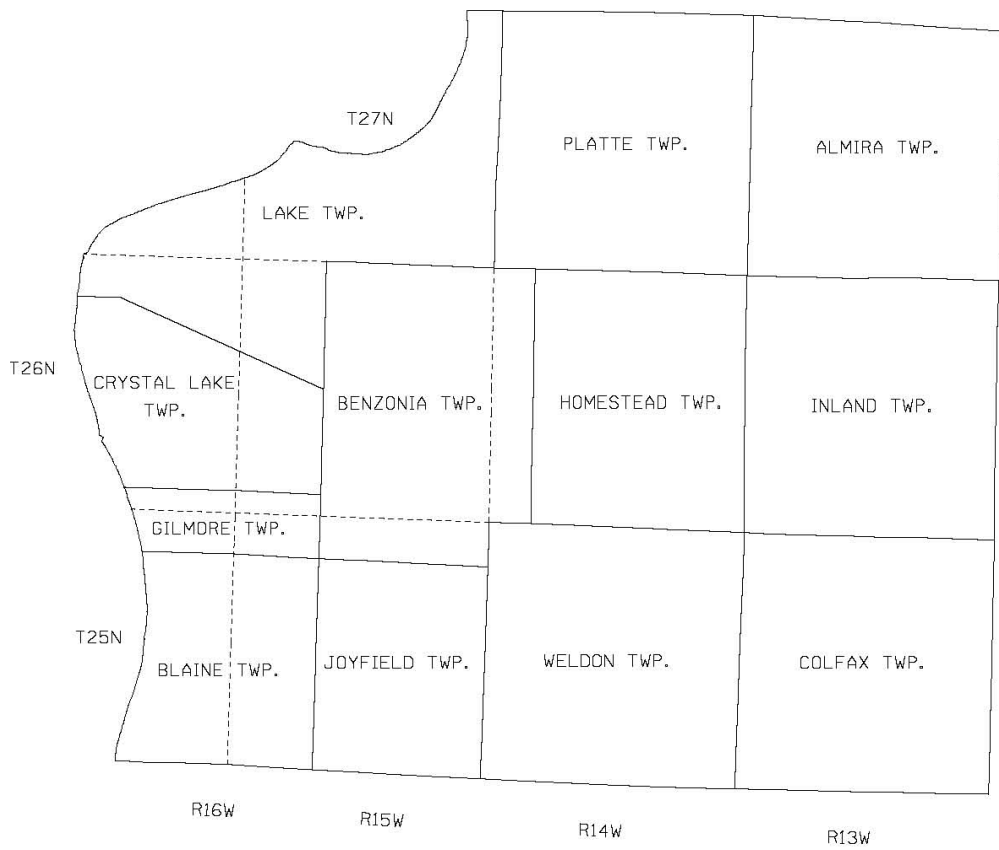 T27N
PLATTE TWP.
ALMIRA TWP.
LAKE TWP.
T26N
CRYSTAL LAKE
TWP.
BENZONIA TWP.
HOMESTEAD TWP.
INLAND TWP.
GILMORE TWP.
T25N
BLAINE TWP.
JOYFIELD TWP.
WELDON TWP.
COLFAX TWP.
R16W
R15W
R14W
R13W